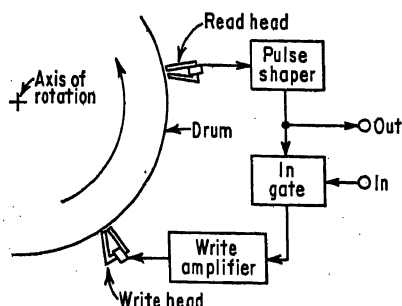 Read head
Pulse
shaper
Axis of
rotation
Drum
Out
In
gate
In
Write
amplifier
Write head